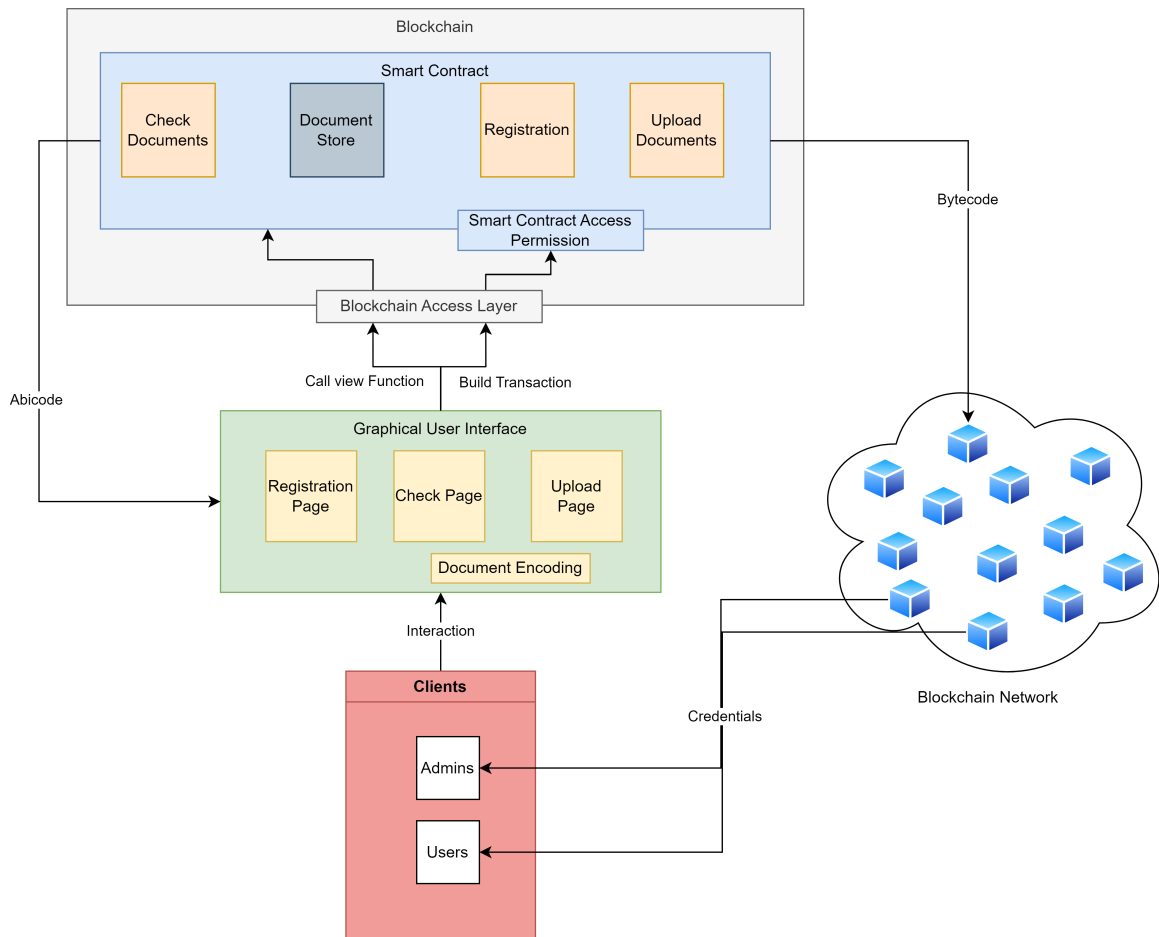 Blockchain
Smart Contract
Check
Documents
Document
Store
Registration
Upload
Documents
Smart Contract Access
Permission
Bytecode
Blockchain Access Layer
Call view Function
Build Transaction
Abicode
Graphical User Interface
Registration
Page
Check Page
Upload
Page
Document Encoding
Interaction
Clients
Blockchain Network
Credentials
Admins
Users